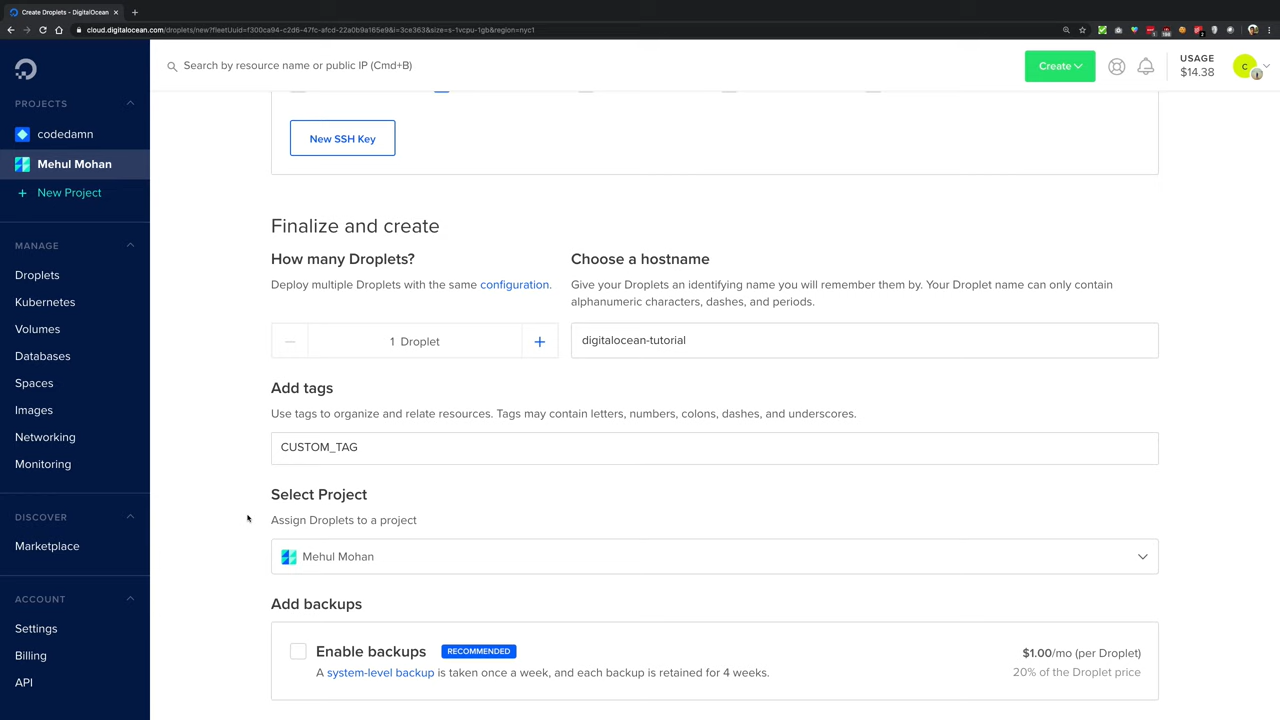 Create Droplets - DigitalOcean
cloud.digitalocean.com/droplets/new?fleetUuid=f300ca94-c2d6-47fc-afcd-22a0b9a165e9&i=3ce363&size=s-1vcpu-1gb&region=nyc1
Search by resource name or public IP (Cmd+B)
Create
USAGE
$14.38
C
PROJECTS
codedamn
Mehul Mohan
+ New Project
MANAGE
Droplets
Kubernetes
Volumes
Databases
Spaces
Images
Networking
Monitoring
DISCOVER
Marketplace
ACCOUNT
Settings
Billing
API
New SSH Key
Finalize and create
How many Droplets?
Deploy multiple Droplets with the same configuration.
1 Droplet
Choose a hostname
Give your Droplets an identifying name you will remember them by. Your Droplet name can only contain
alphanumeric characters, dashes, and periods.
digitalocean-tutorial
Add tags
Use tags to organize and relate resources. Tags may contain letters, numbers, colons, dashes, and underscores.
CUSTOM_TAG
Select Project
Assign Droplets to a project
Mehul Mohan
Add backups
Enable backups RECOMMENDED
$1.00/mo (per Droplet)
A system-level backup is taken once a week, and each backup is retained for 4 weeks.
20% of the Droplet price